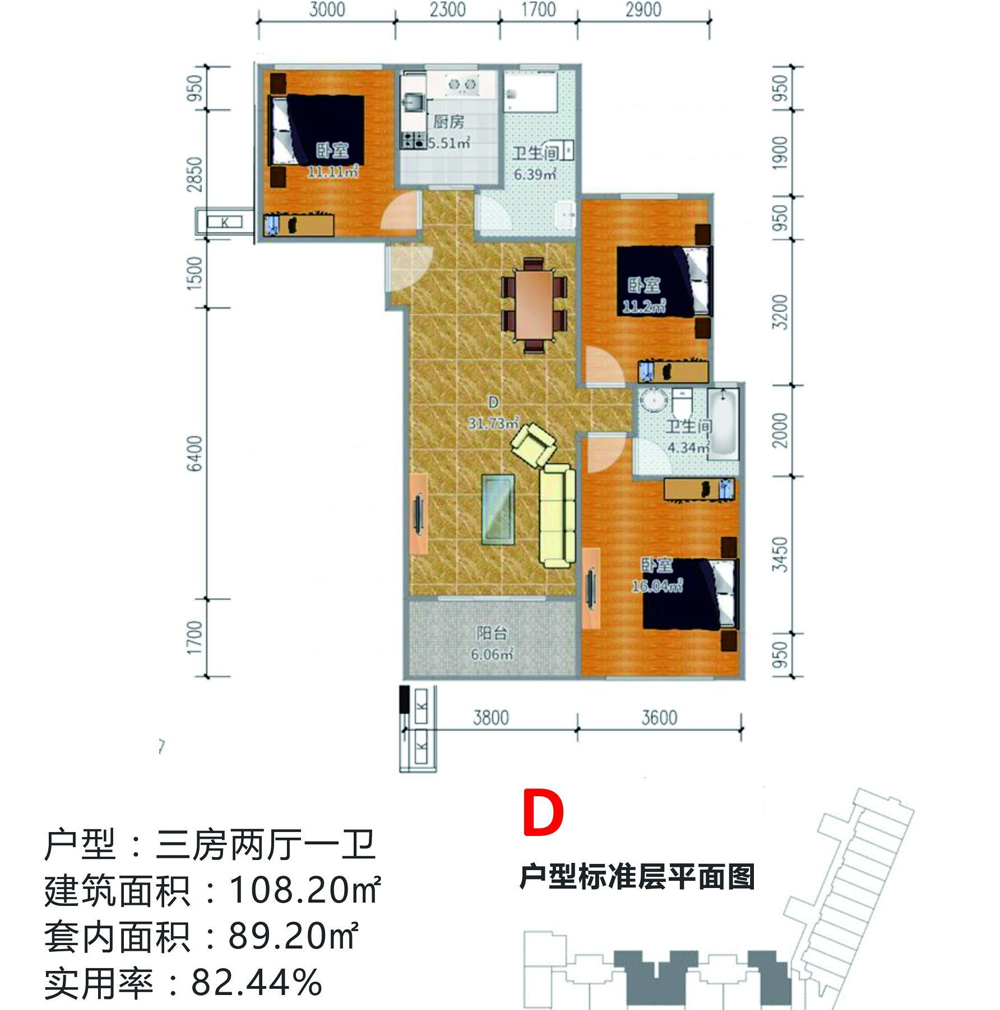 3000 2300 1700 2900
950
2850
1500
6400
1700
950
1900
950
3200
2000
3450
950
卧室
11.11㎡
厨房
5.51㎡
卫生间
6.39㎡
K
卧室
11.2㎡
D
31.73㎡
卫生间
4.34㎡
卧室
16.04㎡
阳台
6.06㎡
K
K
3800 3600
D
户型标准层平面图
户型：三房两厅一卫
建筑面积：108.20㎡
套内面积：89.20㎡
实用率：82.44%